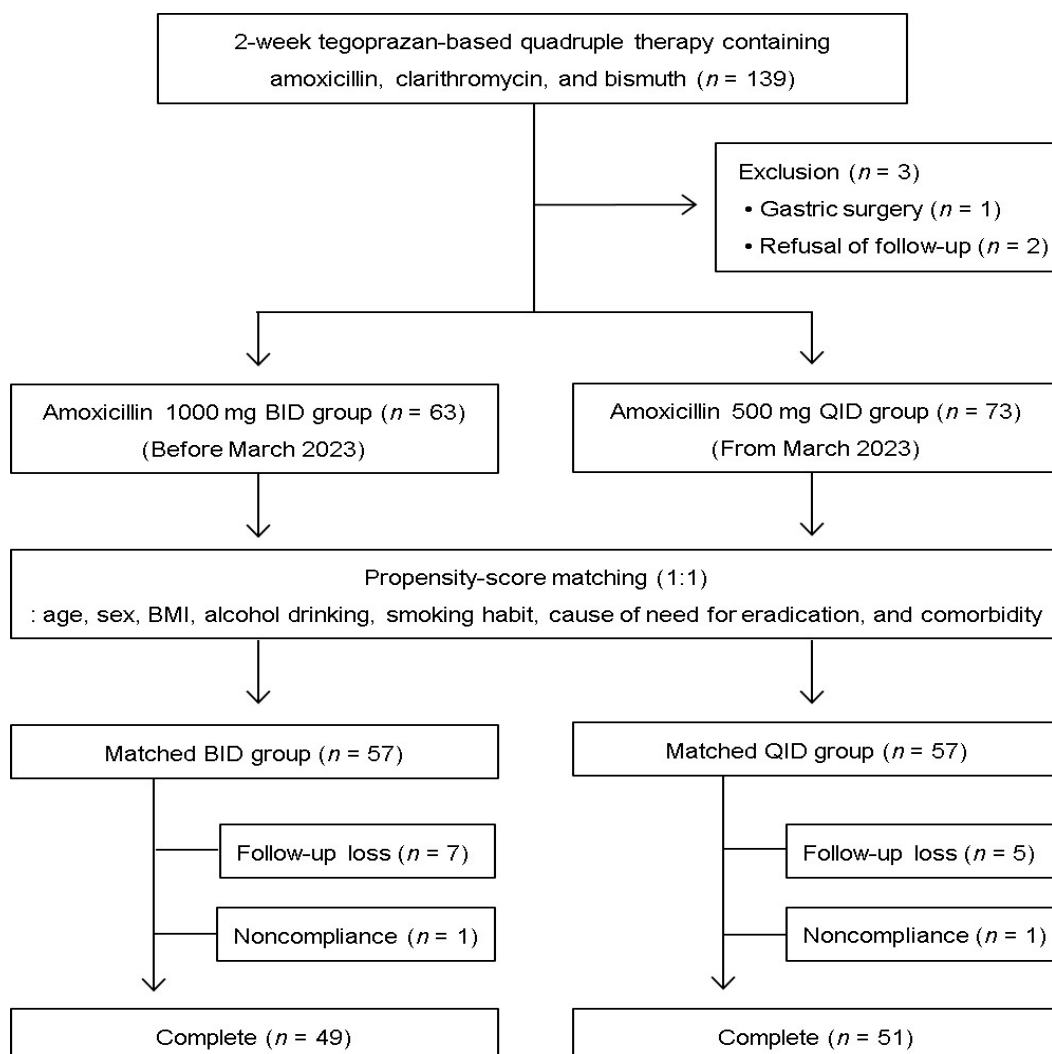 2-week tegoprazan-based quadruple therapy containing
amoxicillin, clarithromycin, and bismuth (n = 139)
Exclusion (n = 3)
• Gastric surgery (n = 1)
• Refusal of follow-up (n = 2)
Amoxicillin 1000 mg BID group (n = 63)
(Before March 2023)
Amoxicillin 500 mg QID group (n = 73)
(From March 2023)
Propensity-score matching (1:1)
: age, sex, BMI, alcohol drinking, smoking habit, cause of need for eradication, and comorbidity
Matched BID group (n = 57)
Matched QID group (n = 57)
Follow-up loss (n = 7)
Follow-up loss (n = 5)
Noncompliance (n = 1)
Noncompliance (n = 1)
Complete (n = 49)
Complete (n = 51)